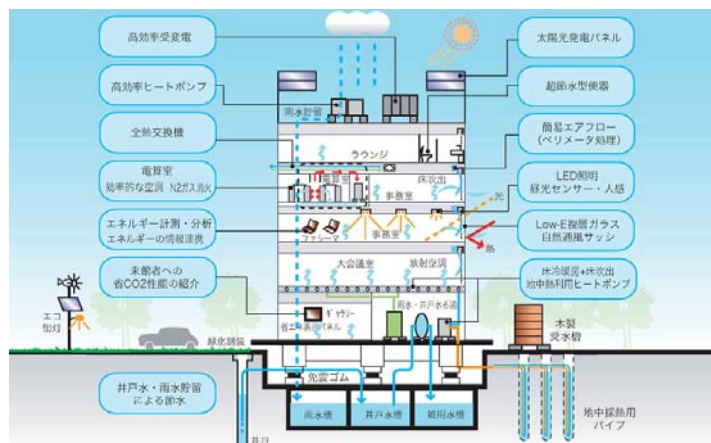 高効率受変電
高効率ヒートポンプ
全熱交換機
電算室
効率的な空調 N2ガス消火
エネルギー計測・分析
エネルギーの情報連携
来館者への
省CO2性能の紹介
井戸水・雨水貯留
による節水
太陽光発電パネル
超節水型便器
簡易エアフロー
(ペリメータ処理)
LED照明
昼光センサー・人感
Low-E複層ガラス
自然通風サッシ
床冷暖房+床吹出
地中熱利用ヒートポンプ
雨水貯留
ラウンジ
電算室
床吹出
事務室
光
事務室
熱
大会議室
放射空調
雨水・井戸水ろ過
ギャラリー
パネル
エコ
緑化舗装
木製
受水槽
免震ゴム
雨水槽
井戸水槽
雑用水槽
地中採熱用
パイプ
井戸